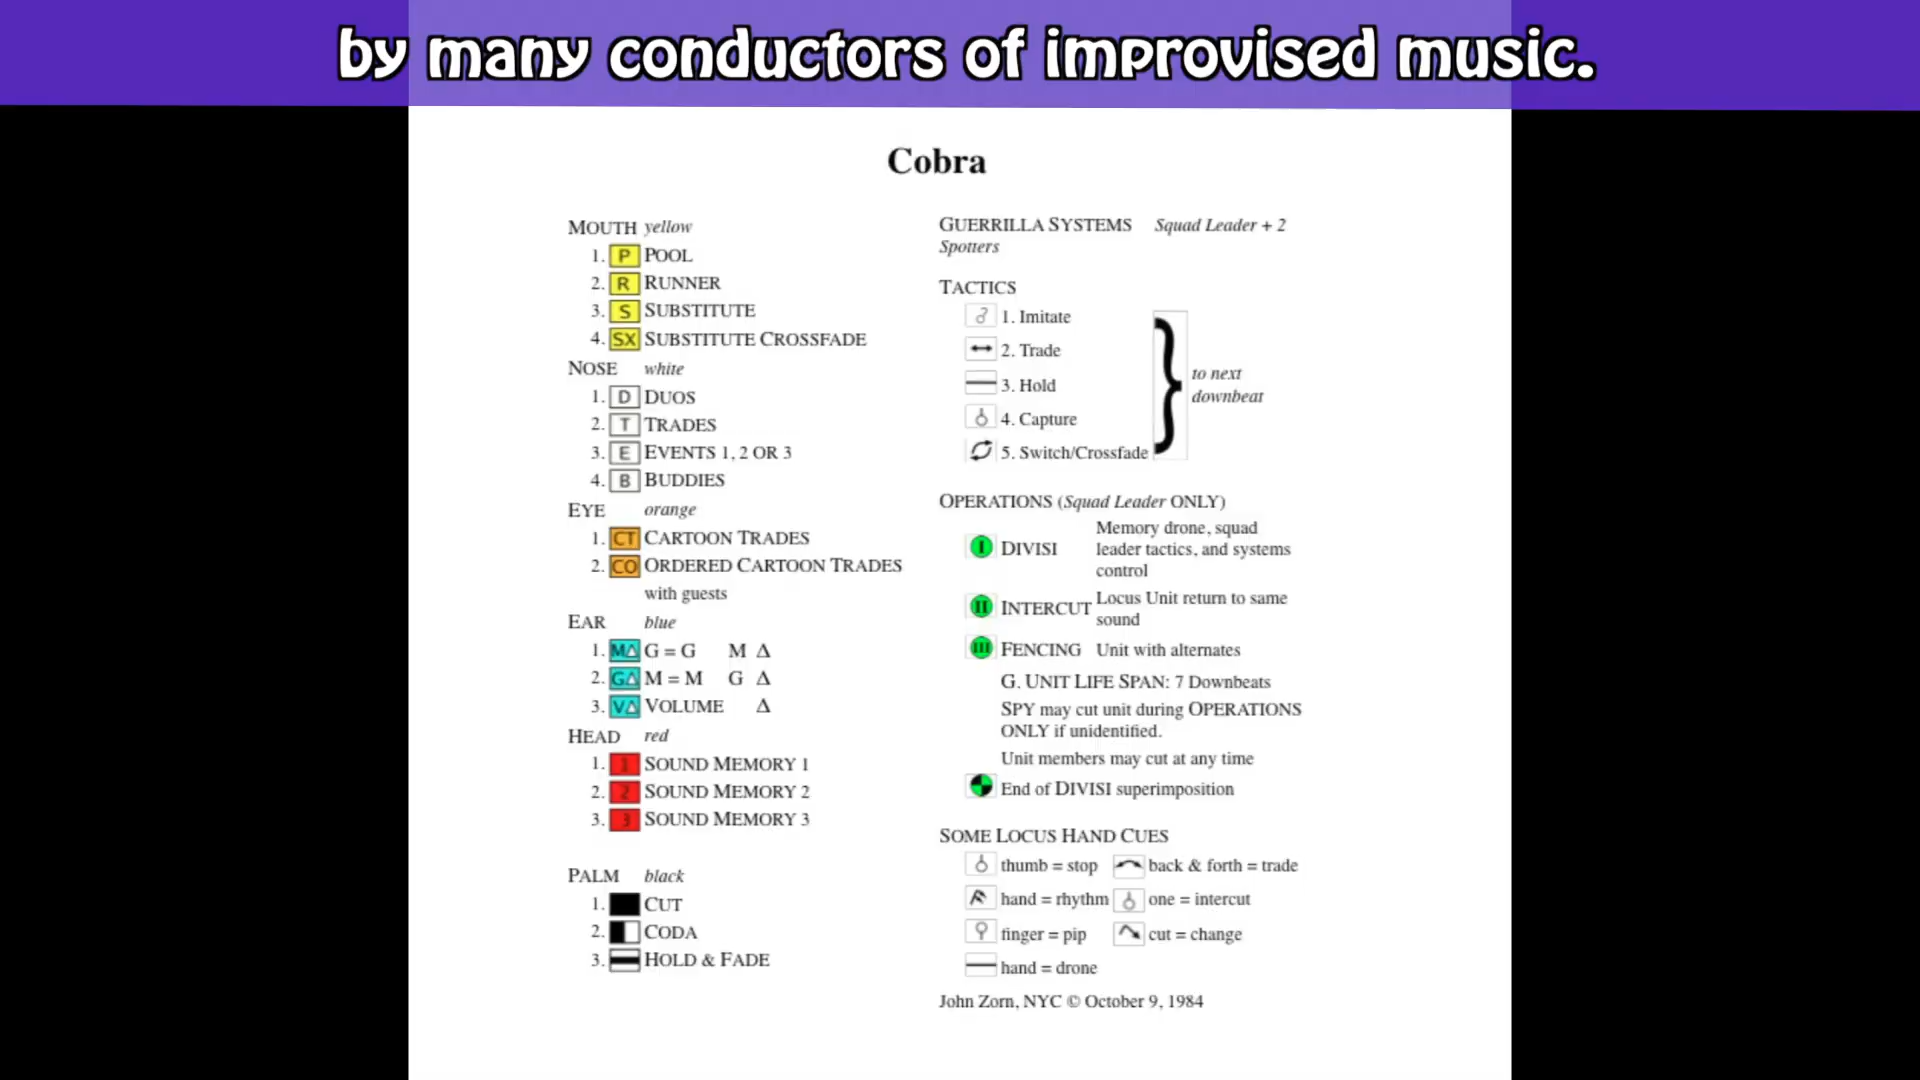 by many conductors of improvised music.
Cobra
MOUTH yellow
1. P POOL
2. R RUNNER
3. S SUBSTITUTE
4. SX SUBSTITUTE CROSSFADE
NOSE white
1. D DUOS
2. T TRADES
3. E EVENTS 1, 2 OR 3
4. B BUDDIES
EYE orange
1. CT CARTOON TRADES
2. CO ORDERED CARTOON TRADES
with guests
EAR blue
1. MΔ G = G M Δ
2. GΔ M = M G Δ
3. VΔ VOLUME Δ
HEAD red
1. 1 SOUND MEMORY 1
2. 2 SOUND MEMORY 2
3. 3 SOUND MEMORY 3
PALM black
1. CUT
2. CODA
3. HOLD & FADE
GUERRILLA SYSTEMS Squad Leader + 2
Spotters
TACTICS
1. Imitate
2. Trade
3. Hold
4. Capture
5. Switch/Crossfade
to next
downbeat
OPERATIONS (Squad Leader ONLY)
I DIVISI Memory drone, squad
leader tactics, and systems
control
II INTERCUT Locus Unit return to same
sound
III FENCING Unit with alternates
G. UNIT LIFE SPAN: 7 Downbeats
SPY may cut unit during OPERATIONS
ONLY if unidentified.
Unit members may cut at any time
End of DIVISI superimposition
SOME LOCUS HAND CUES
thumb = stop back & forth = trade
hand = rhythm one = intercut
finger = pip cut = change
hand = drone
John Zorn, NYC © October 9, 1984